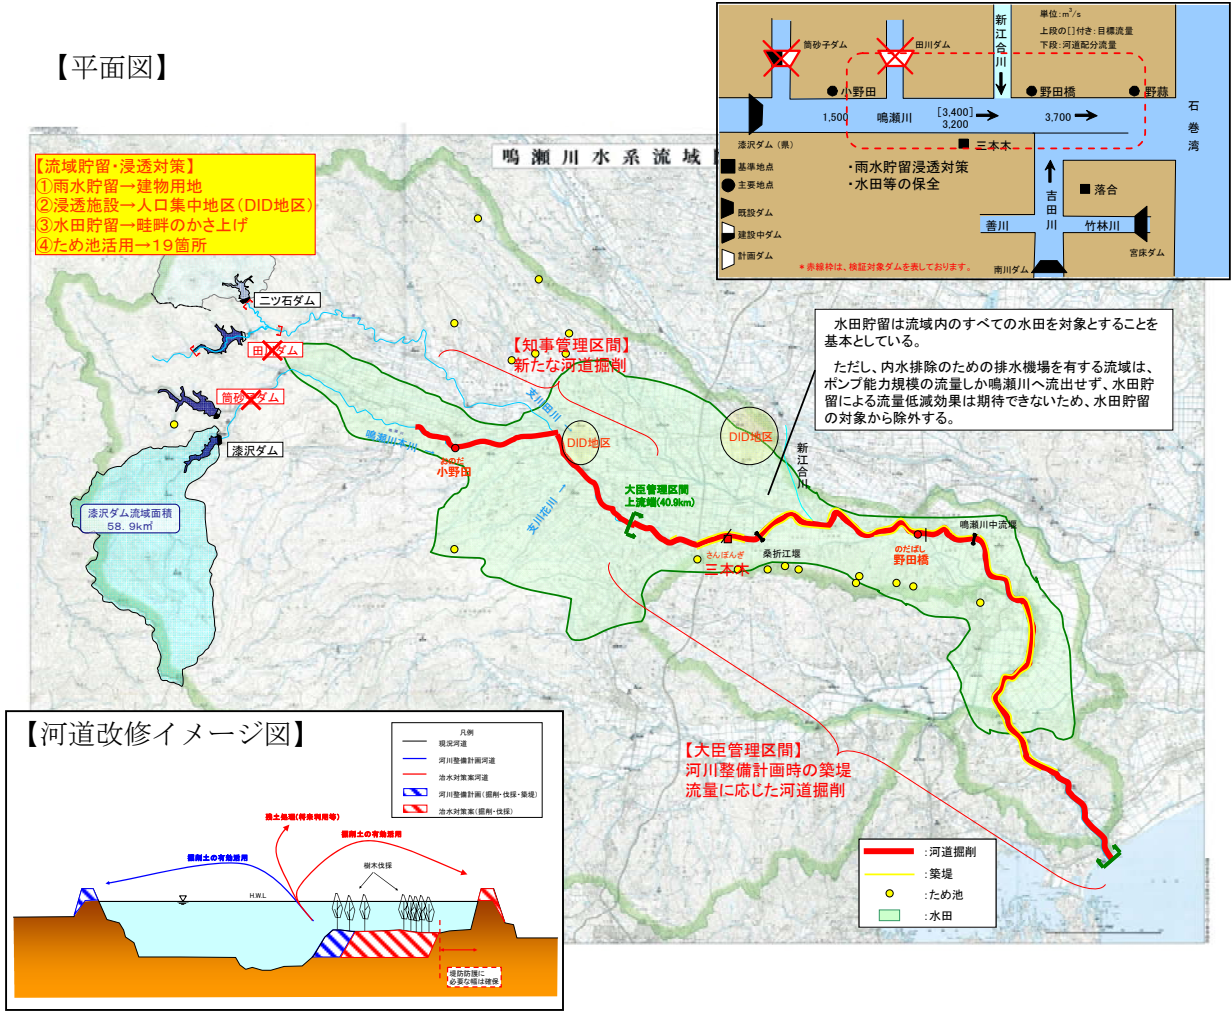 【平面図】
鳴瀬川水系流域
【流域貯留・浸透対策】
①雨水貯留→建物用地
②浸透施設→人口集中地区(DID地区)
③水田貯留→畦畔のかさ上げ
④ため池活用→19箇所
単位:m³/s
上段の[]付き:目標流量
下段:河道配分流量
筒砂子ダム
田川ダム
新江合川
小野田
野田橋
野蒜
石巻湾
1,500
鳴瀬川
[3,400]
3,200
3,700
漆沢ダム(県)
三本木
■基準地点
●主要地点
既設ダム
建設中ダム
計画ダム
・雨水貯留浸透対策
・水田等の保全
吉田川
落合
善川
竹林川
宮床ダム
南川ダム
*赤線枠は、検証対象ダムを表しております。
二ツ石ダム
田川ダム
筒砂子ダム
漆沢ダム
漆沢ダム流域面積
58.9k㎡
【知事管理区間】
新たな河道掘削
水田貯留は流域内のすべての水田を対象とすることを
基本としている。
ただし、内水排除のための排水機場を有する流域は、
ポンプ能力規模の流量しか鳴瀬川へ流出せず、水田貯
留による流量低減効果は期待できないため、水田貯留
の対象から除外する。
支川田川
鳴瀬川本川
おのだ
小野田
DID地区
DID地区
新江合川
支川花川
大臣管理区間
上流端(40.9km)
さんぼんぎ
三本木
桑折江堰
のだばし
野田橋
鳴瀬川中流堰
【大臣管理区間】
河川整備計画時の築堤
流量に応じた河道掘削
:河道掘削
:築堤
:ため池
:水田
【河道改修イメージ図】
凡例
現況河道
河川整備計画河道
治水対策案河道
河川整備計画(掘削・伐採・築堤)
治水対策案(掘削・伐採)
残土処理(将来利用等)
掘削土の有効活用
掘削土の有効活用
樹木伐採
H.W.L
堤防防護に
必要な幅は確保